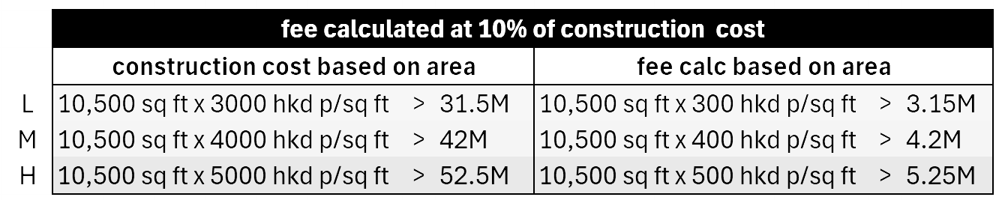 fee calculated at 10% of construction cost
construction cost based on area fee calc based on area
L 10,500 sq ft x 3000 hkd p/sq ft > 31.5M 10,500 sq ft x 300 hkd p/sq ft > 3.15M
M 10,500 sq ft x 4000 hkd p/sq ft > 42M 10,500 sq ft x 400 hkd p/sq ft > 4.2M
H 10,500 sq ft x 5000 hkd p/sq ft > 52.5M 10,500 sq ft x 500 hkd p/sq ft > 5.25M